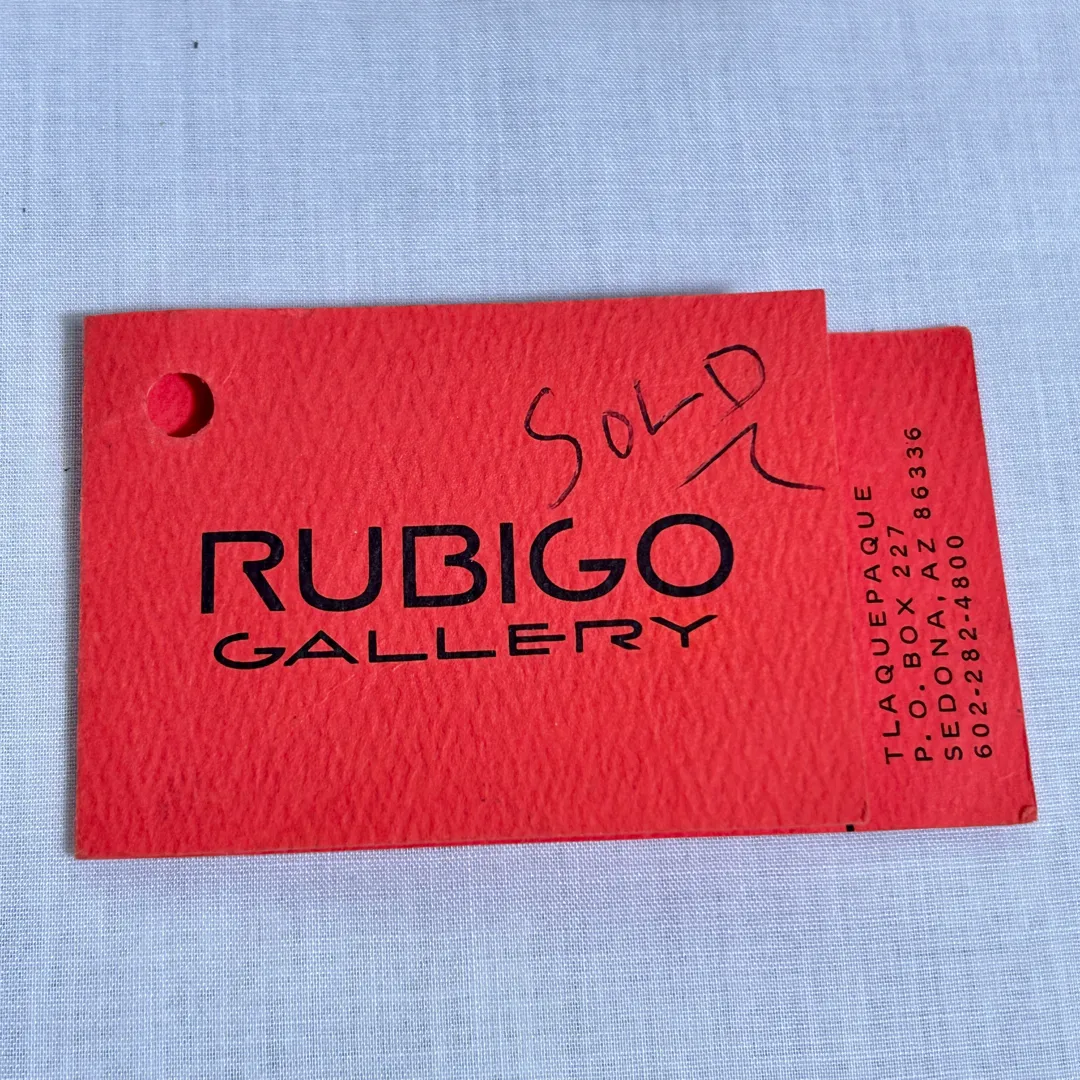 SOLD
RUBIGO
GALLERY
TLAQUEPAQUE
P.O. BOX 227
SEDONA, AZ 86336
602-282-4800